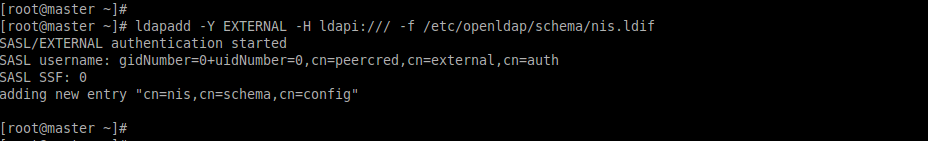 [root@master ~]#
[root@master ~]# ldapadd -Y EXTERNAL -H ldapi:/// -f /etc/openldap/schema/nis.ldif
SASL/EXTERNAL authentication started
SASL username: gidNumber=0+uidNumber=0,cn=peercred,cn=external,cn=auth
SASL SSF: 0
adding new entry "cn=nis,cn=schema,cn=config"
[root@master ~]#